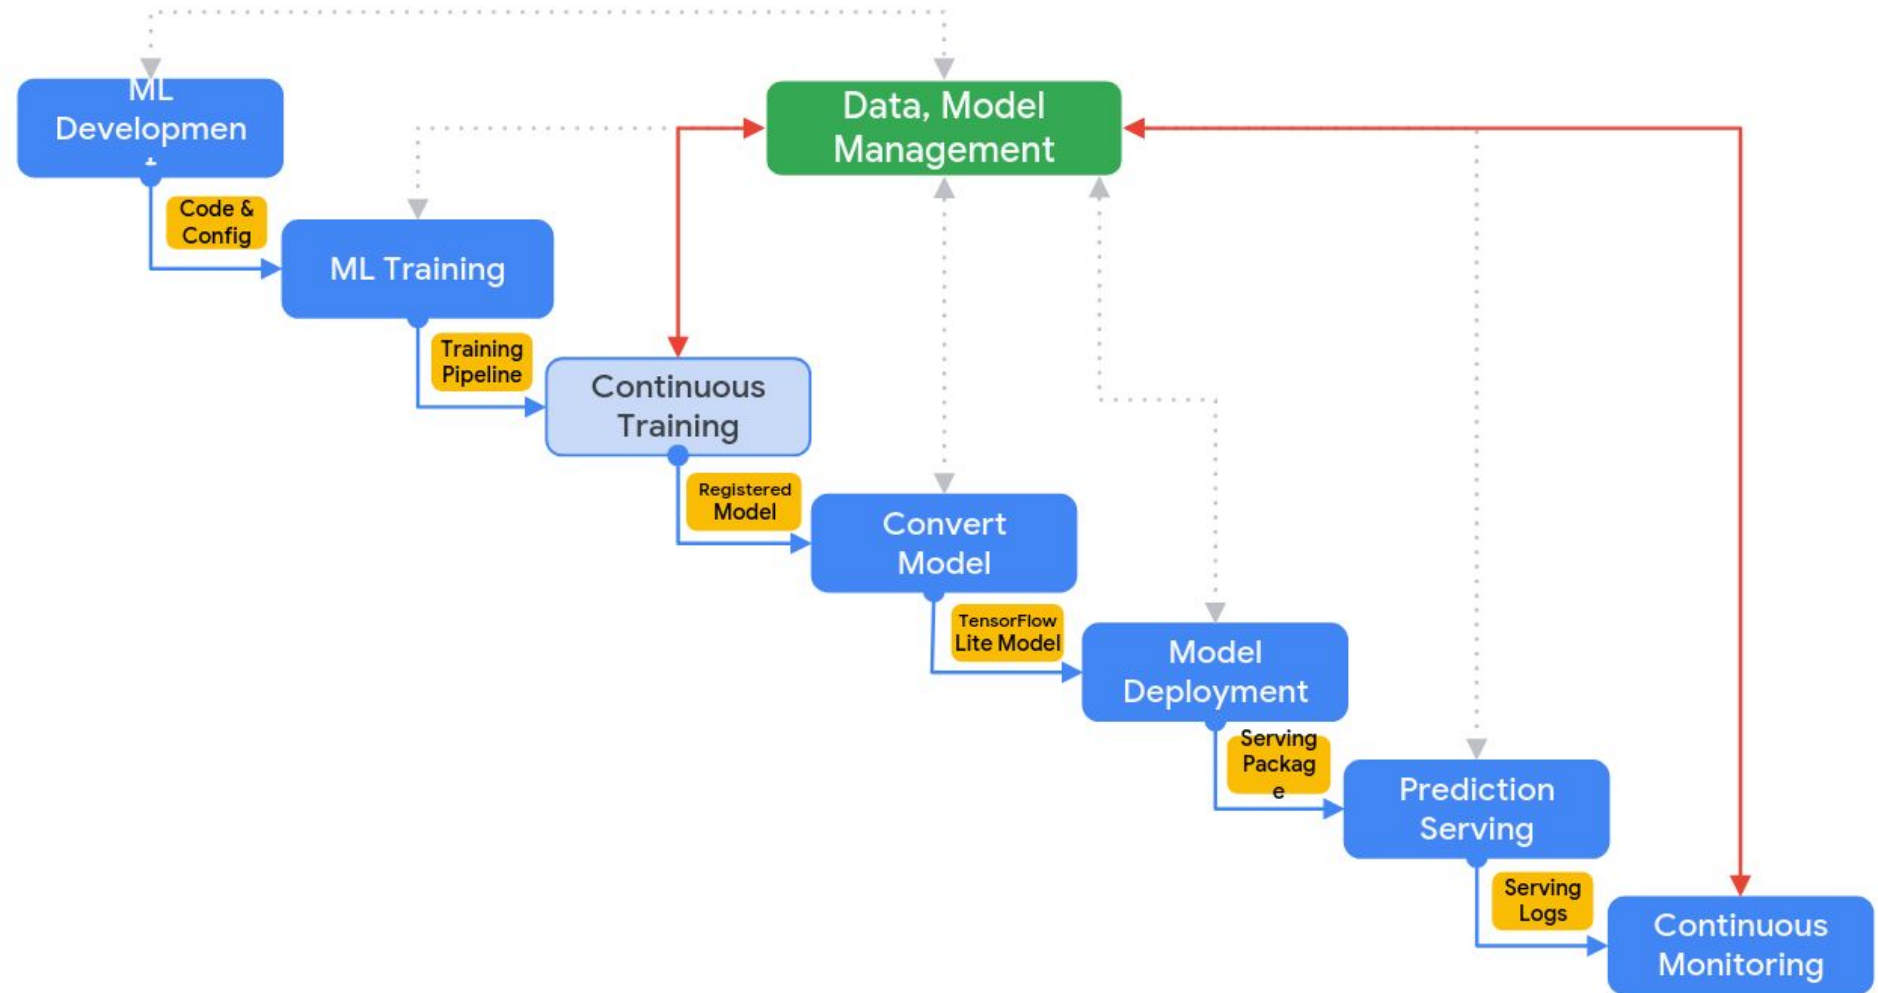 ML
Developmen
t
Data, Model
Management
Code &
Config
ML Training
Training
Pipeline
Continuous
Training
Registered
Model
Convert
Model
TensorFlow
Lite Model
Model
Deployment
Serving
Packag
e
Prediction
Serving
Serving
Logs
Continuous
Monitoring